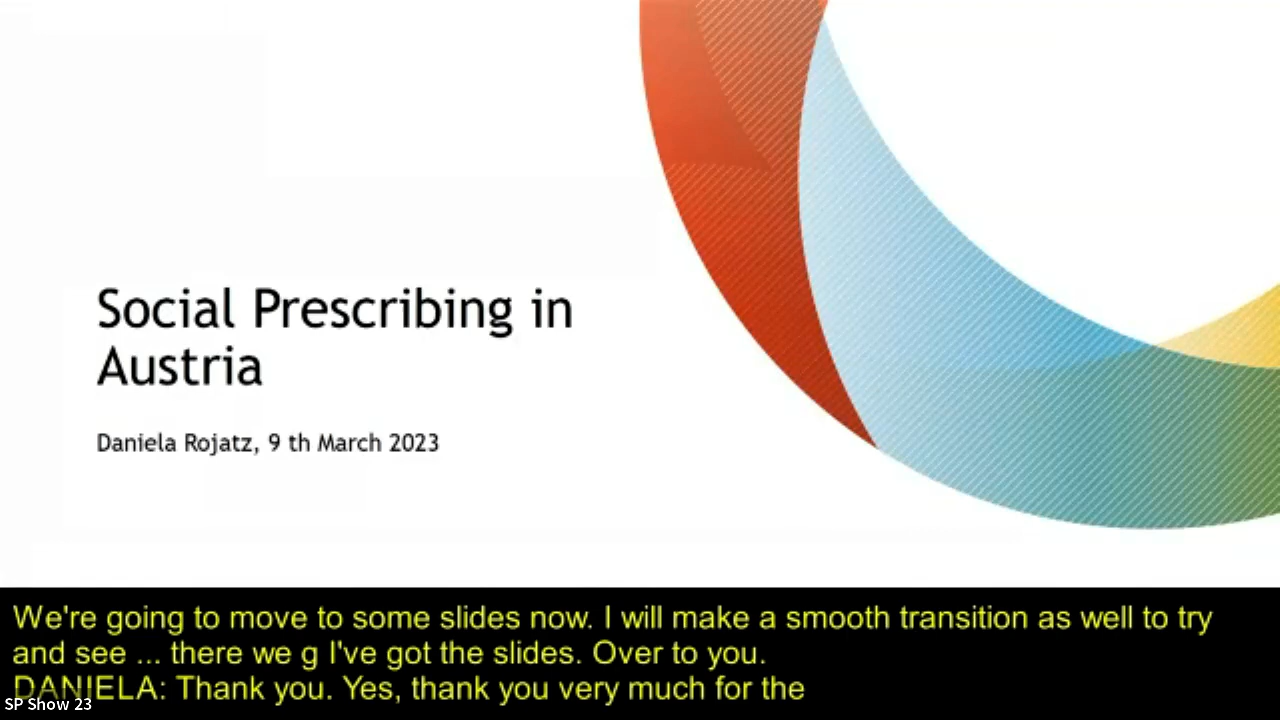 Social Prescribing in
Austria
Daniela Rojatz, 9 th March 2023
We're going to move to some slides now. I will make a smooth transition as well to try
and see ... there we g I've got the slides. Over to you.
DANIELA: Thank you. Yes, thank you very much for the
SP Show 23